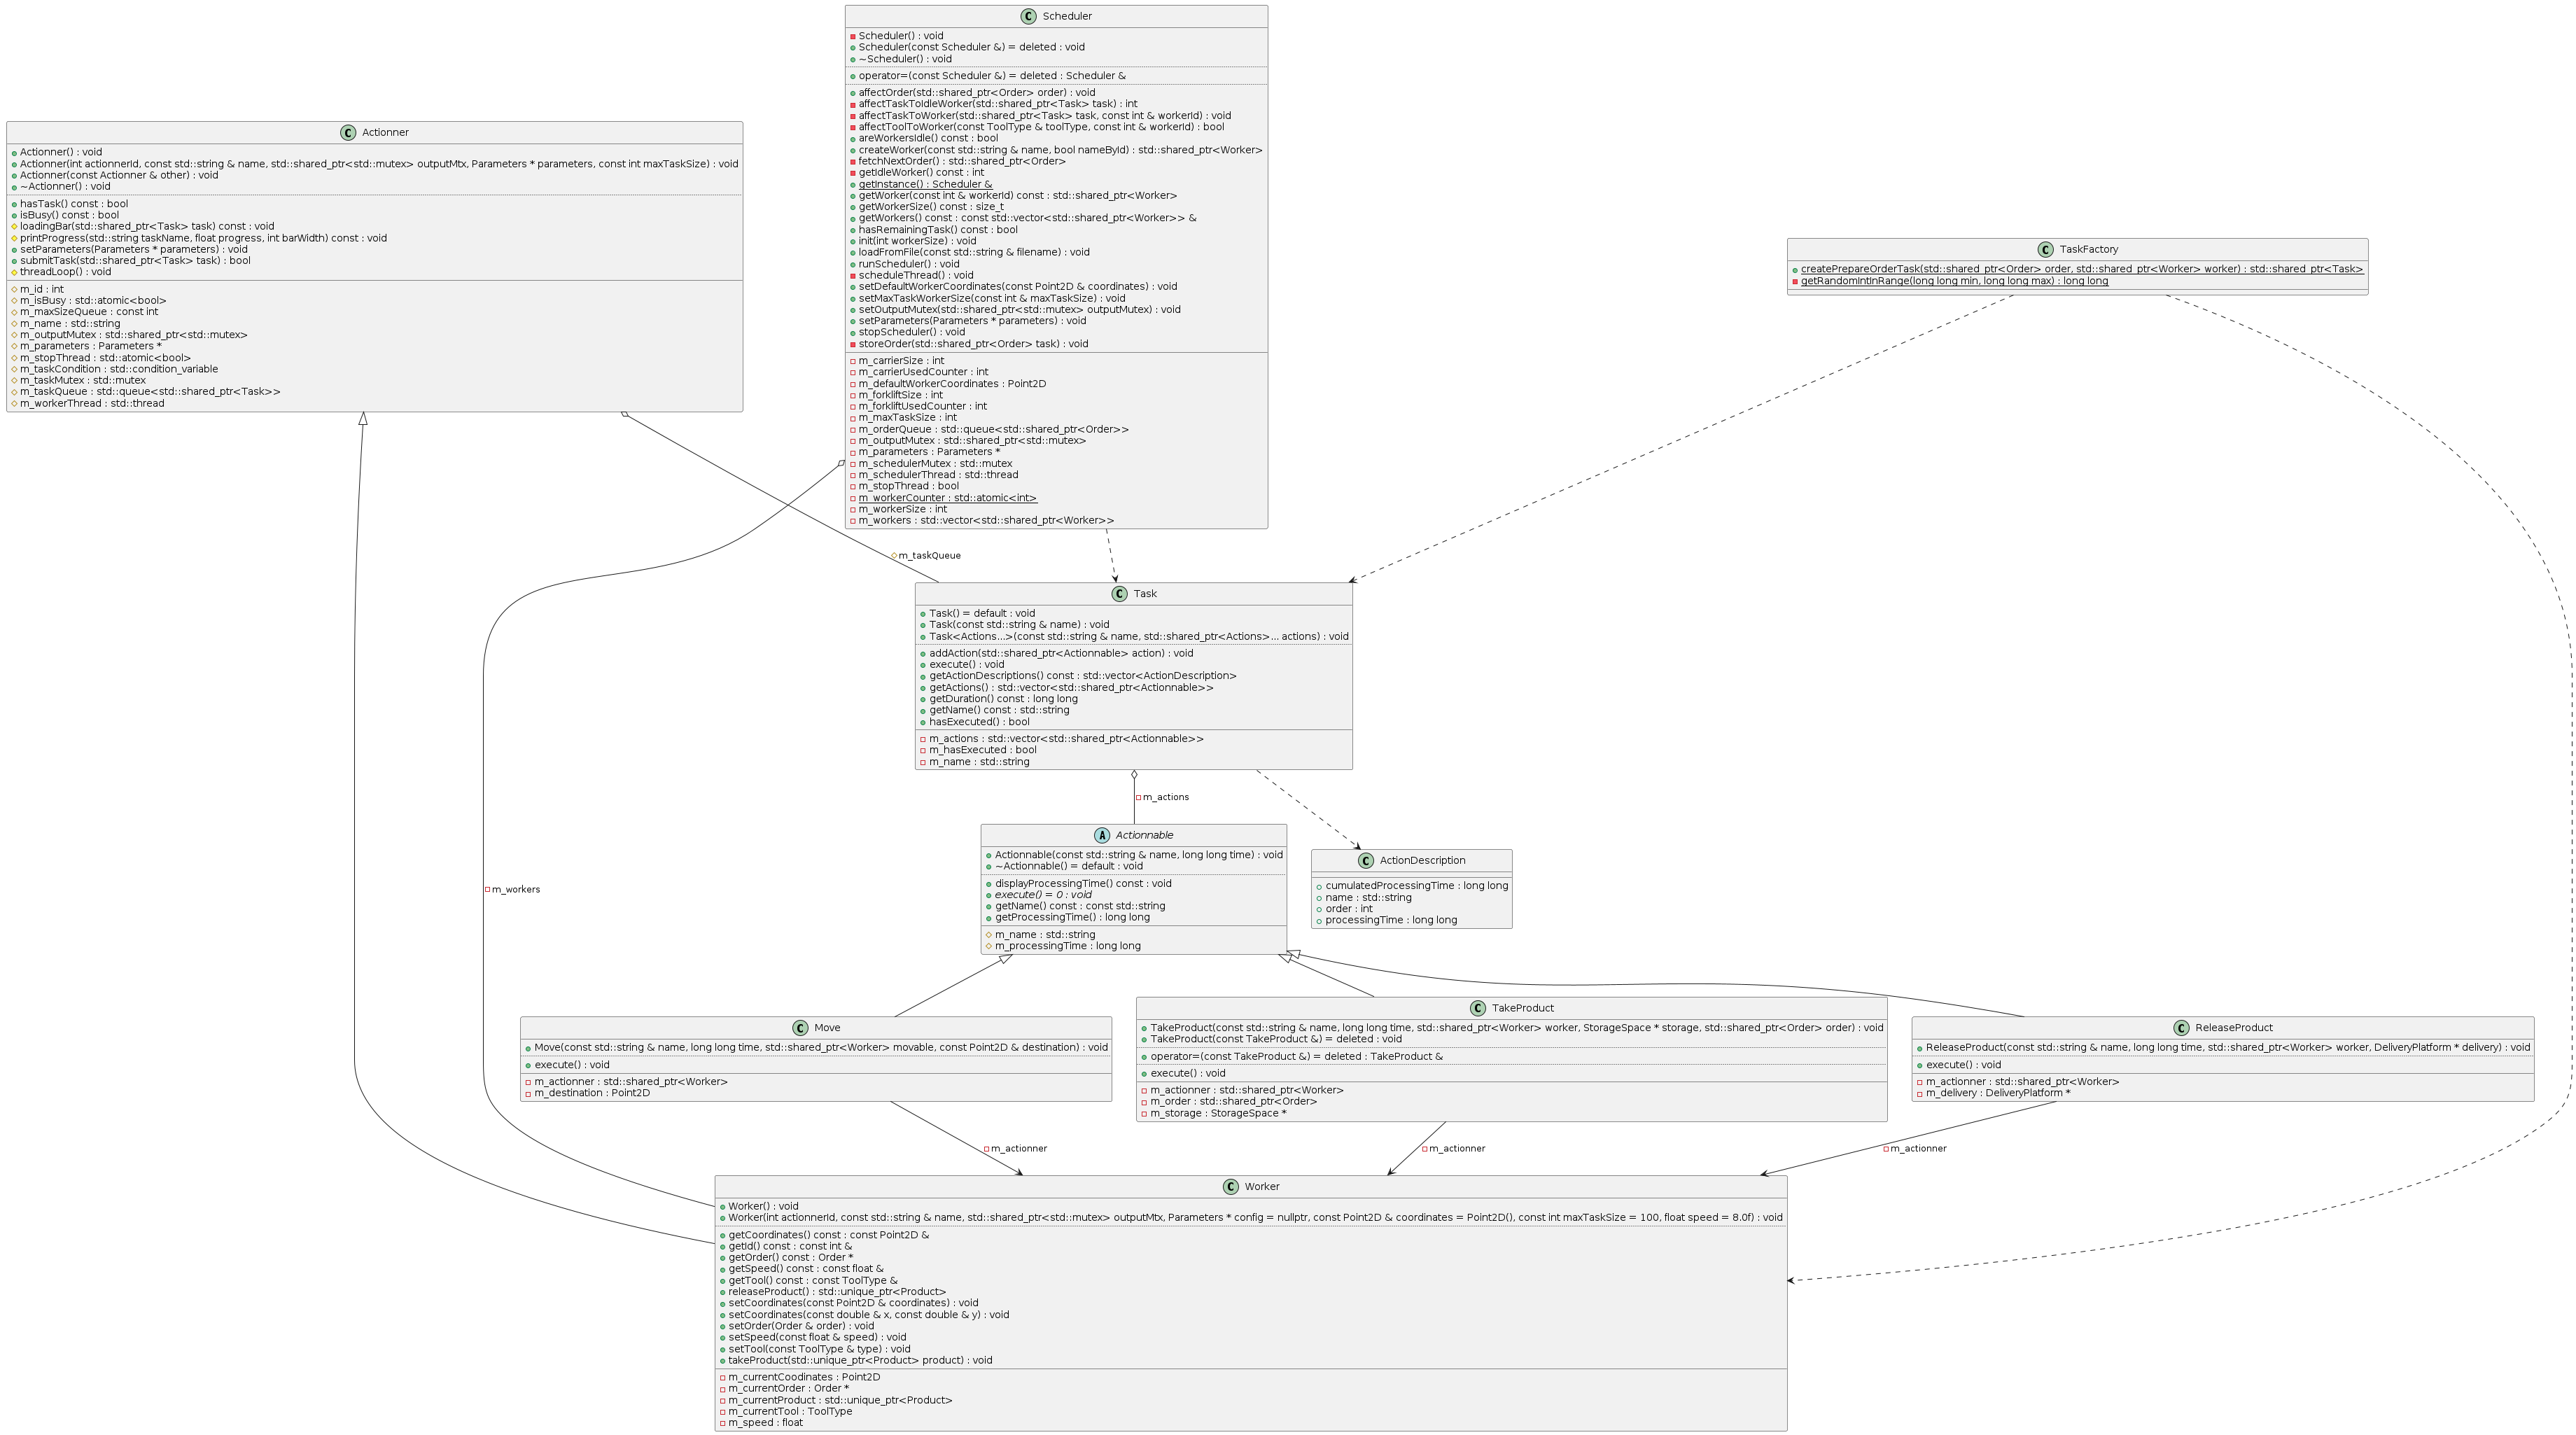 Scheduler
Scheduler() : void
Scheduler(const Scheduler &) = deleted : void
~Scheduler() : void
operator=(const Scheduler &) = deleted : Scheduler &
affectOrder(std::shared_ptr<Order> order) : void
affectTaskToIdleWorker(std::shared_ptr<Task> task) : int
affectTaskToWorker(std::shared_ptr<Task> task, const int & workerId) : void
affectToolToWorker(const ToolType & toolType, const int & workerId) : bool
areWorkersIdle() const : bool
createWorker(const std::string & name, bool nameById) : std::shared_ptr<Worker>
fetchNextOrder() : std::shared_ptr<Order>
getIdleWorker() const : int
getInstance() : Scheduler &
getWorker(const int & workerId) const : std::shared_ptr<Worker>
getWorkerSize() const : size_t
getWorkers() const : const std::vector<std::shared_ptr<Worker>> &
hasRemainingTask() const : bool
init(int workerSize) : void
loadFromFile(const std::string & filename) : void
runScheduler() : void
scheduleThread() : void
setDefaultWorkerCoordinates(const Point2D & coordinates) : void
setMaxTaskWorkerSize(const int & maxTaskSize) : void
setOutputMutex(std::shared_ptr<std::mutex> outputMutex) : void
setParameters(Parameters * parameters) : void
stopScheduler() : void
storeOrder(std::shared_ptr<Order> task) : void
m_carrierSize : int
m_carrierUsedCounter : int
m_defaultWorkerCoordinates : Point2D
m_forkliftSize : int
m_forkliftUsedCounter : int
m_maxTaskSize : int
m_orderQueue : std::queue<std::shared_ptr<Order>>
m_outputMutex : std::shared_ptr<std::mutex>
m_parameters : Parameters *
m_schedulerMutex : std::mutex
m_schedulerThread : std::thread
m_stopThread : bool
m_workerCounter : std::atomic<int>
m_workerSize : int
m_workers : std::vector<std::shared_ptr<Worker>>
Actionner
Actionner() : void
Actionner(int actionnerId, const std::string & name, std::shared_ptr<std::mutex> outputMtx, Parameters * parameters, const int maxTaskSize) : void
Actionner(const Actionner & other) : void
~Actionner() : void
hasTask() const : bool
isBusy() const : bool
loadingBar(std::shared_ptr<Task> task) const : void
printProgress(std::string taskName, float progress, int barWidth) const : void
setParameters(Parameters * parameters) : void
submitTask(std::shared_ptr<Task> task) : bool
threadLoop() : void
m_id : int
m_isBusy : std::atomic<bool>
m_maxSizeQueue : const int
m_name : std::string
m_outputMutex : std::shared_ptr<std::mutex>
m_parameters : Parameters *
m_stopThread : std::atomic<bool>
m_taskCondition : std::condition_variable
m_taskMutex : std::mutex
m_taskQueue : std::queue<std::shared_ptr<Task>>
m_workerThread : std::thread
TaskFactory
createPrepareOrderTask(std::shared_ptr<Order> order, std::shared_ptr<Worker> worker) : std::shared_ptr<Task>
getRandomIntInRange(long long min, long long max) : long long
m_taskQueue
Task
Task() = default : void
Task(const std::string & name) : void
Task<Actions...>(const std::string & name, std::shared_ptr<Actions>... actions) : void
addAction(std::shared_ptr<Actionnable> action) : void
execute() : void
getActionDescriptions() const : std::vector<ActionDescription>
getActions() : std::vector<std::shared_ptr<Actionnable>>
getDuration() const : long long
getName() const : std::string
hasExecuted() : bool
m_actions : std::vector<std::shared_ptr<Actionnable>>
m_hasExecuted : bool
m_name : std::string
m_actions
Actionnable
Actionnable(const std::string & name, long long time) : void
~Actionnable() = default : void
displayProcessingTime() const : void
execute() = 0 : void
getName() const : const std::string
getProcessingTime() : long long
m_name : std::string
m_processingTime : long long
ActionDescription
cumulatedProcessingTime : long long
name : std::string
order : int
processingTime : long long
m_workers
Move
Move(const std::string & name, long long time, std::shared_ptr<Worker> movable, const Point2D & destination) : void
execute() : void
m_actionner : std::shared_ptr<Worker>
m_destination : Point2D
TakeProduct
TakeProduct(const std::string & name, long long time, std::shared_ptr<Worker> worker, StorageSpace * storage, std::shared_ptr<Order> order) : void
TakeProduct(const TakeProduct &) = deleted : void
operator=(const TakeProduct &) = deleted : TakeProduct &
execute() : void
m_actionner : std::shared_ptr<Worker>
m_order : std::shared_ptr<Order>
m_storage : StorageSpace *
ReleaseProduct
ReleaseProduct(const std::string & name, long long time, std::shared_ptr<Worker> worker, DeliveryPlatform * delivery) : void
execute() : void
m_actionner : std::shared_ptr<Worker>
m_delivery : DeliveryPlatform *
m_actionner
m_actionner
m_actionner
Worker
Worker() : void
Worker(int actionnerId, const std::string & name, std::shared_ptr<std::mutex> outputMtx, Parameters * config = nullptr, const Point2D & coordinates = Point2D(), const int maxTaskSize = 100, float speed = 8.0f) : void
getCoordinates() const : const Point2D &
getId() const : const int &
getOrder() const : Order *
getSpeed() const : const float &
getTool() const : const ToolType &
releaseProduct() : std::unique_ptr<Product>
setCoordinates(const Point2D & coordinates) : void
setCoordinates(const double & x, const double & y) : void
setOrder(Order & order) : void
setSpeed(const float & speed) : void
setTool(const ToolType & type) : void
takeProduct(std::unique_ptr<Product> product) : void
m_currentCoodinates : Point2D
m_currentOrder : Order *
m_currentProduct : std::unique_ptr<Product>
m_currentTool : ToolType
m_speed : float